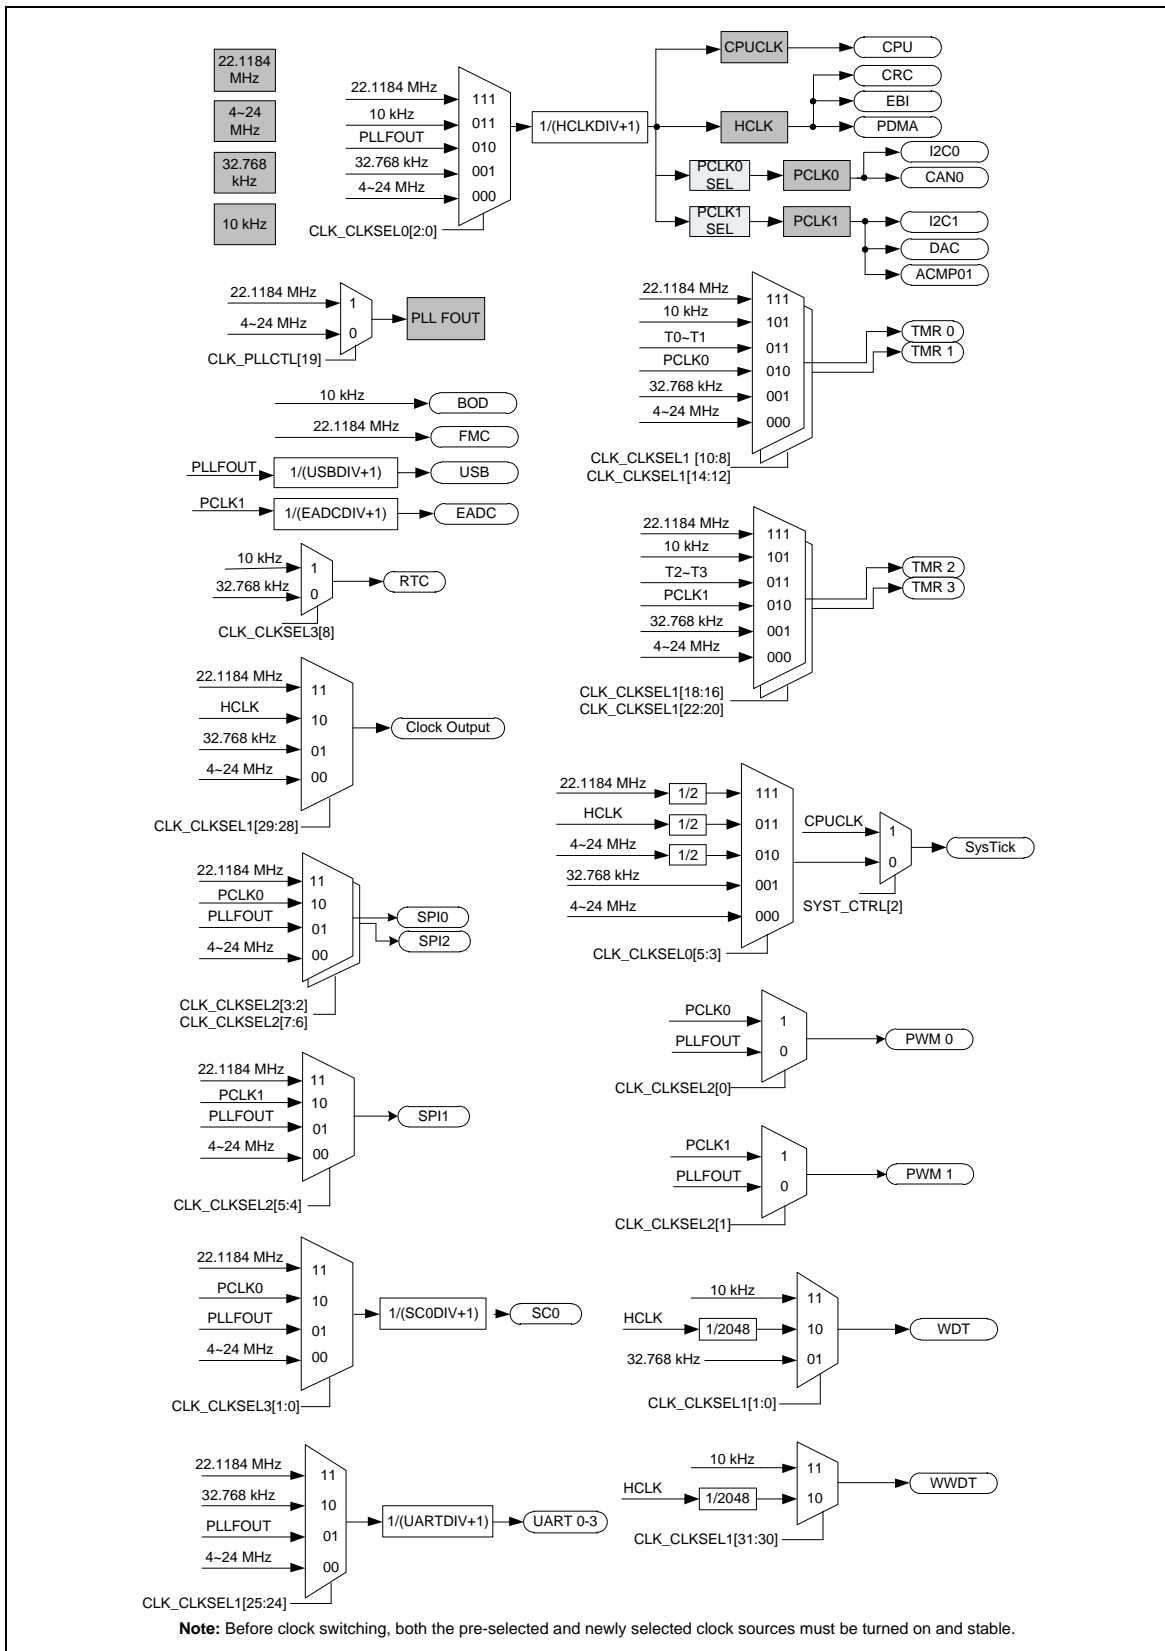 22.1184
MHz
4~24
MHz
32.768
kHz
10 kHz
22.1184 MHz
10 kHz
PLLFOUT
32.768 kHz
4~24 MHz
111
011
010
001
000
CLK_CLKSEL0[2:0]
1/(HCLKDIV+1)
CPUCLK
HCLK
PCLK0
SEL
PCLK0
PCLK1
SEL
PCLK1
CPU
CRC
EBI
PDMA
I2C0
CAN0
I2C1
DAC
ACMP01
22.1184 MHz
4~24 MHz
1
0
CLK_PLLCTL[19]
PLL FOUT
22.1184 MHz
10 kHz
T0~T1
PCLK0
32.768 kHz
4~24 MHz
111
101
011
010
001
000
TMR 0
TMR 1
CLK_CLKSEL1 [10:8]
CLK_CLKSEL1[14:12]
10 kHz
BOD
22.1184 MHz
FMC
PLLFOUT
1/(USBDIV+1)
USB
PCLK1
1/(EADCDIV+1)
EADC
10 kHz
32.768 kHz
1
0
RTC
CLK_CLKSEL3[8]
22.1184 MHz
10 kHz
T2~T3
PCLK1
32.768 kHz
4~24 MHz
111
101
011
010
001
000
TMR 2
TMR 3
CLK_CLKSEL1[18:16]
CLK_CLKSEL1[22:20]
22.1184 MHz
HCLK
32.768 kHz
4~24 MHz
11
10
01
00
Clock Output
CLK_CLKSEL1[29:28]
22.1184 MHz
HCLK
4~24 MHz
32.768 kHz
4~24 MHz
1/2
1/2
1/2
111
011
010
001
000
CLK_CLKSEL0[5:3]
CPUCLK
1
0
SYST_CTRL[2]
SysTick
22.1184 MHz
PCLK0
PLLFOUT
4~24 MHz
11
10
01
00
SPI0
SPI2
CLK_CLKSEL2[3:2]
CLK_CLKSEL2[7:6]
PCLK0
PLLFOUT
1
0
PWM 0
CLK_CLKSEL2[0]
22.1184 MHz
PCLK1
PLLFOUT
4~24 MHz
11
10
01
00
SPI1
CLK_CLKSEL2[5:4]
PCLK1
PLLFOUT
1
0
PWM 1
CLK_CLKSEL2[1]
22.1184 MHz
PCLK0
PLLFOUT
4~24 MHz
11
10
01
00
1/(SC0DIV+1)
SC0
CLK_CLKSEL3[1:0]
10 kHz
HCLK
1/2048
32.768 kHz
11
10
01
WDT
CLK_CLKSEL1[1:0]
22.1184 MHz
32.768 kHz
PLLFOUT
4~24 MHz
11
10
01
00
1/(UARTDIV+1)
UART 0-3
CLK_CLKSEL1[25:24]
10 kHz
HCLK
1/2048
11
10
WWDT
CLK_CLKSEL1[31:30]
Note: Before clock switching, both the pre-selected and newly selected clock sources must be turned on and stable.